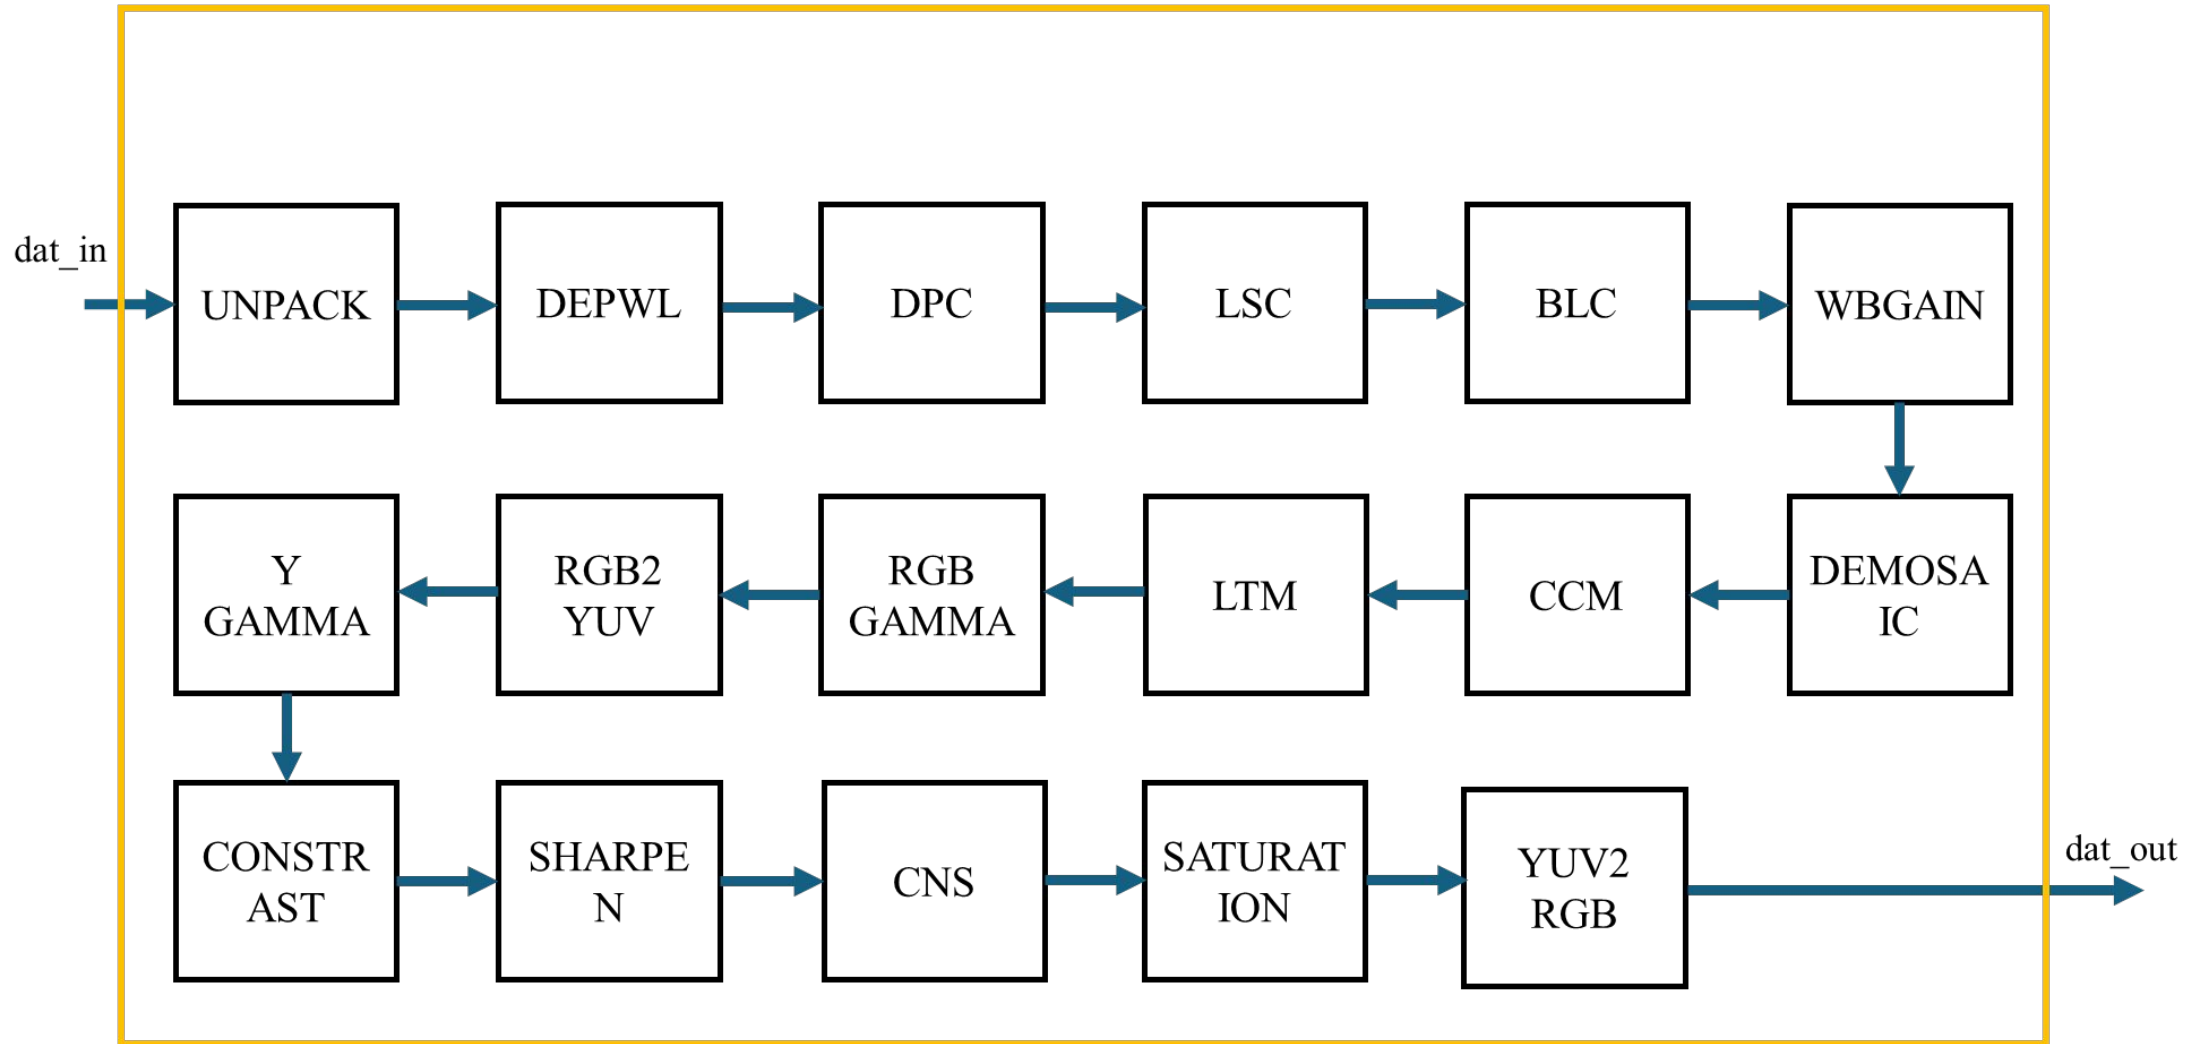 dat_in
UNPACK
DEPWL
DPC
LSC
BLC
WBGAIN
Y
GAMMA
RGB2
YUV
RGB
GAMMA
LTM
CCM
DEMOSA
IC
CONSTR
AST
SHARPE
N
CNS
SATURAT
ION
YUV2
RGB
dat_out